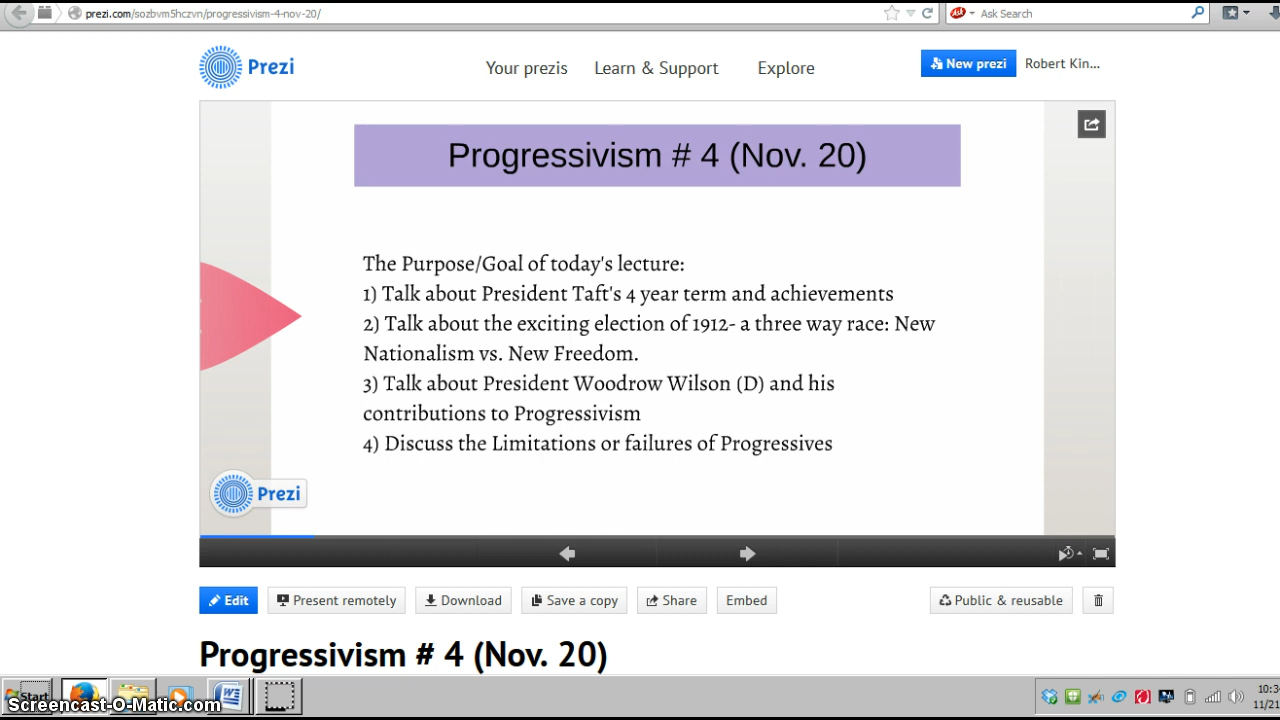 prezi.com/sozbvm5hczvn/progressivism-4-nov-20/
Ask Search
Prezi
Your prezis
Learn & Support
Explore
New prezi
Robert Kin...
Progressivism # 4 (Nov. 20)
The Purpose/Goal of today's lecture:
1) Talk about President Taft's 4 year term and achievements
2) Talk about the exciting election of 1912- a three way race: New
Nationalism vs. New Freedom.
3) Talk about President Woodrow Wilson (D) and his
contributions to Progressivism
4) Discuss the Limitations or failures of Progressives
Prezi
Edit
Present remotely
Download
Save a copy
Share
Embed
Public & reusable
Progressivism # 4 (Nov. 20)
Start
Screencast-O-Matic.com